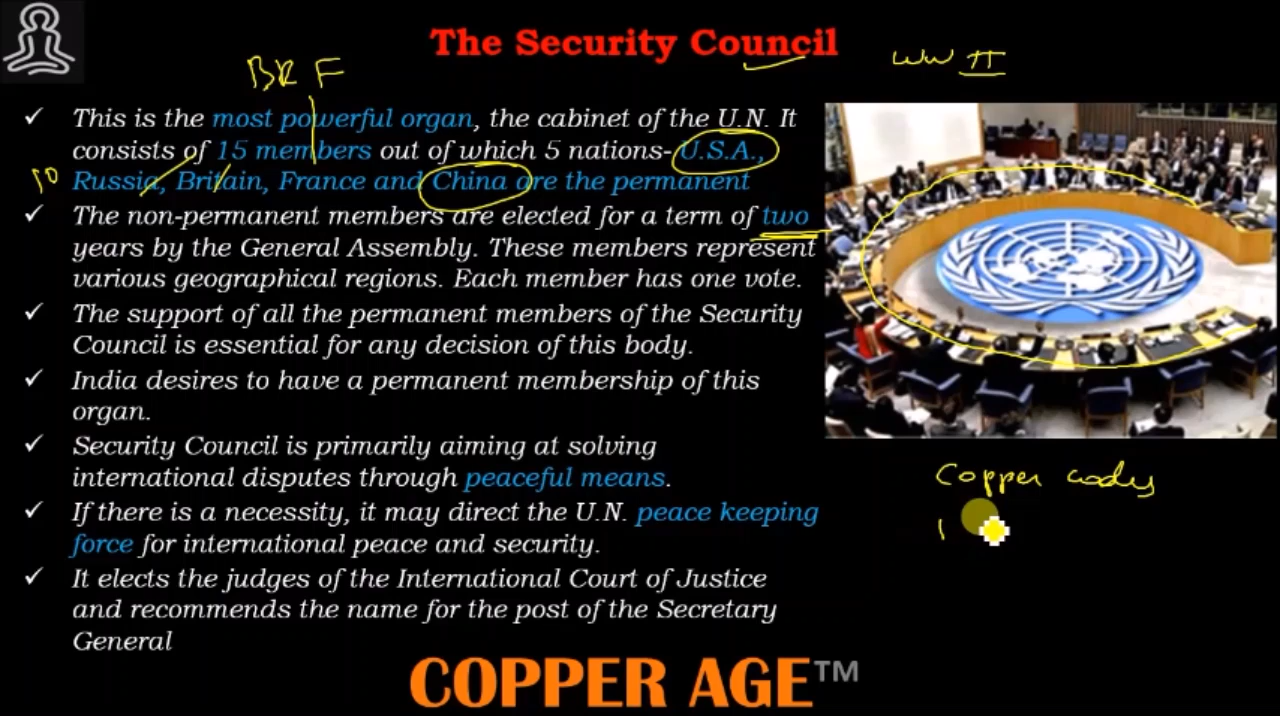 The Security Council
WW II
BR F
This is the most powerful organ, the cabinet of the U.N. It
consists of 15 members out of which 5 nations- U.S.A.,
10
Russia, Britain, France and China are the permanent
The non-permanent members are elected for a term of two
years by the General Assembly. These members represent
various geographical regions. Each member has one vote.
The support of all the permanent members of the Security
Council is essential for any decision of this body.
India desires to have a permanent membership of this
organ.
Security Council is primarily aiming at solving
international disputes through peaceful means.
If there is a necessity, it may direct the U.N. peace keeping
force for international peace and security.
It elects the judges of the International Court of Justice
and recommends the name for the post of the Secretary
General
Copper
COPPER AGE™